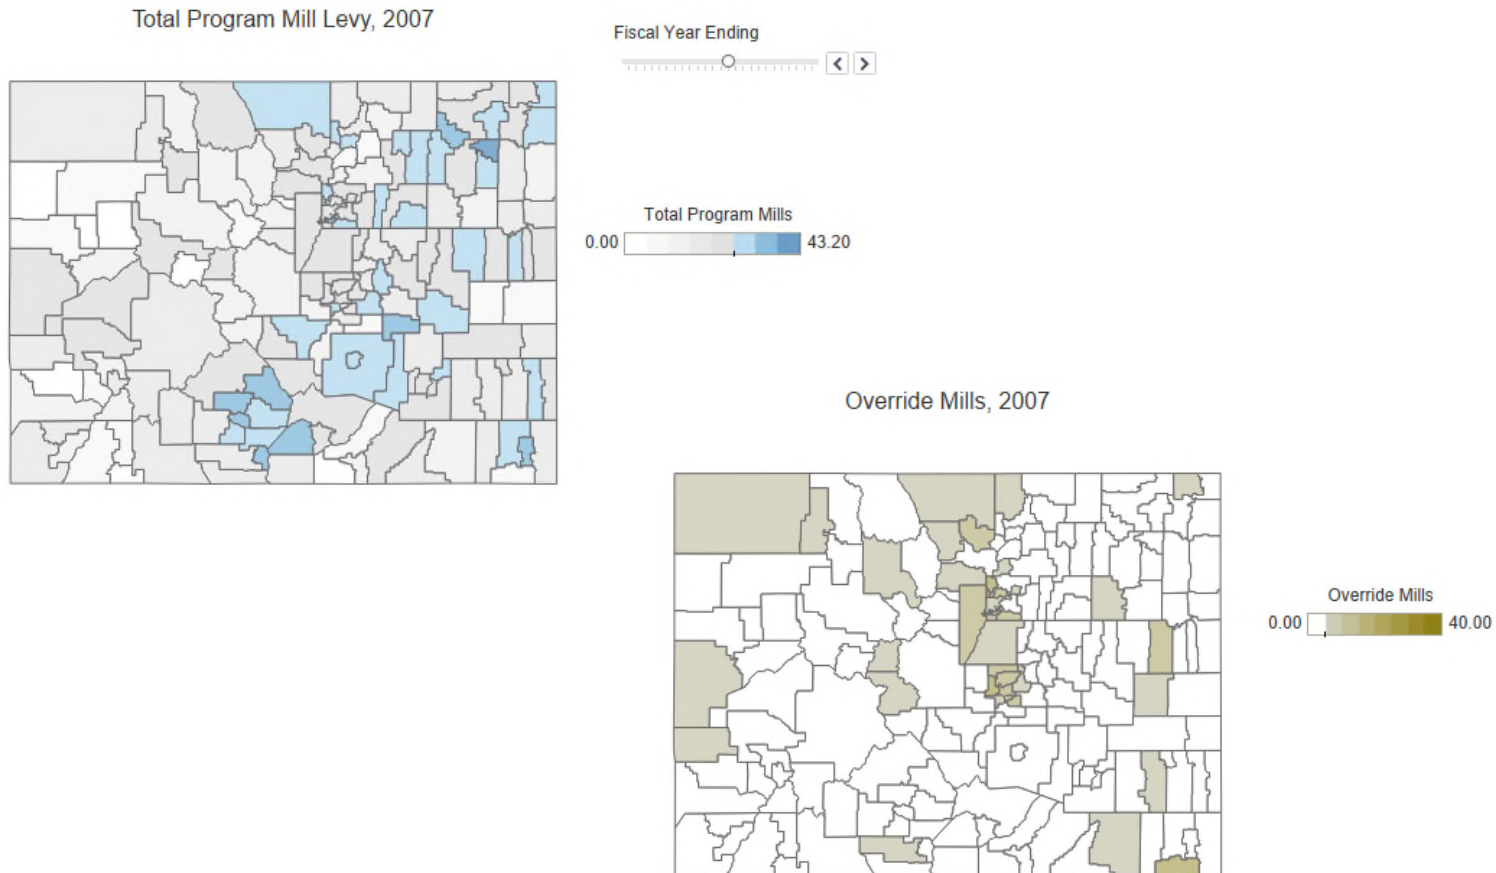 Total Program Mill Levy, 2007
Fiscal Year Ending
Total Program Mills
0.00 43.20
Override Mills, 2007
Override Mills
0.00 40.00